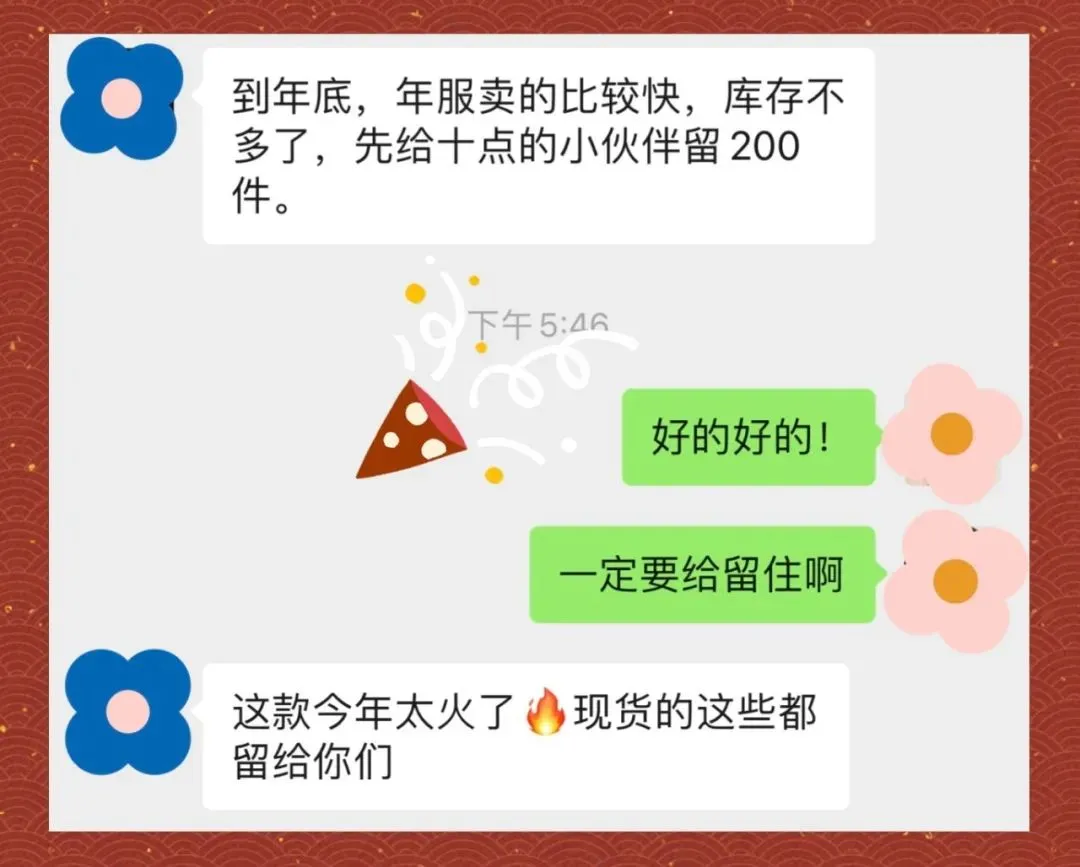 到年底，年服卖的比较快，库存不
多了，先给十点的小伙伴留200
件。
下午5:46
好的好的！
一定要给留住啊
这款今年太火了🔥现货的这些都
留给你们